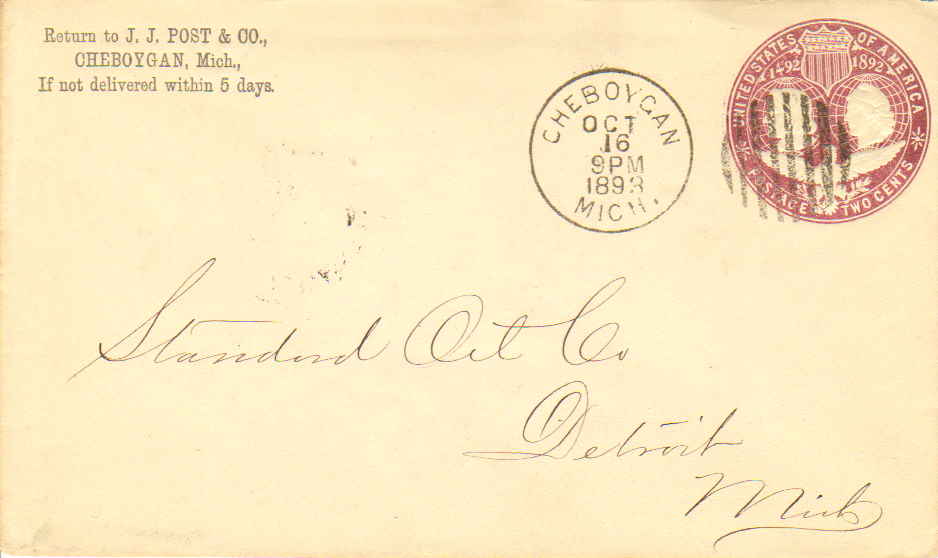 Return to J. J. POST & CO.,
CHEBOYGAN, Mich.,
If not delivered within 5 days.
CHEBOYGAN
OCT
16
9PM
1893
MICH.
UNITED STATES OF AMERICA
1492 1892
POSTAGE TWO CENTS
Standard Oil Co
Detroit
Mich